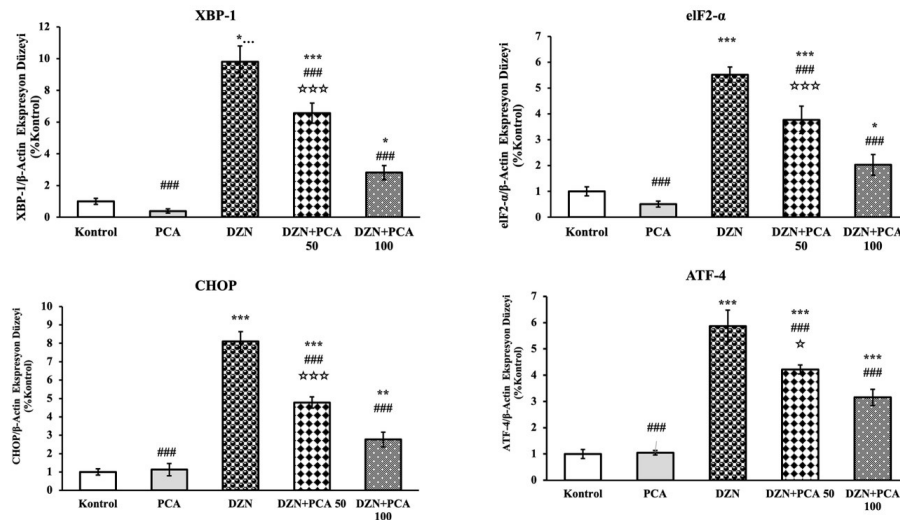 XBP-1
XBP-1/β-Actin Ekspresyon Düzeyi
(%Kontrol)
12
10
8
6
4
2
0
###
*...
***
###
☆☆☆
*
###
Kontrol
PCA
DZN
DZN+PCA
50
DZN+PCA
100
eIF2-α
eIF2-α/β-Actin Ekspresyon Düzeyi
(%Kontrol)
7
6
5
4
3
2
1
0
###
***
***
###
☆☆☆
*
###
Kontrol
PCA
DZN
DZN+PCA
50
DZN+PCA
100
CHOP
CHOP/β-Actin Ekspresyon Düzeyi
(%Kontrol)
10
9
8
7
6
5
4
3
2
1
0
###
***
***
###
☆☆☆
**
###
Kontrol
PCA
DZN
DZN+PCA 50
DZN+PCA
100
ATF-4
ATF-4/β-Actin Ekspresyon Düzeyi
(%Kontrol)
7
6
5
4
3
2
1
0
###
***
***
###
☆
***
###
Kontrol
PCA
DZN
DZN+PCA 50
DZN+PCA
100